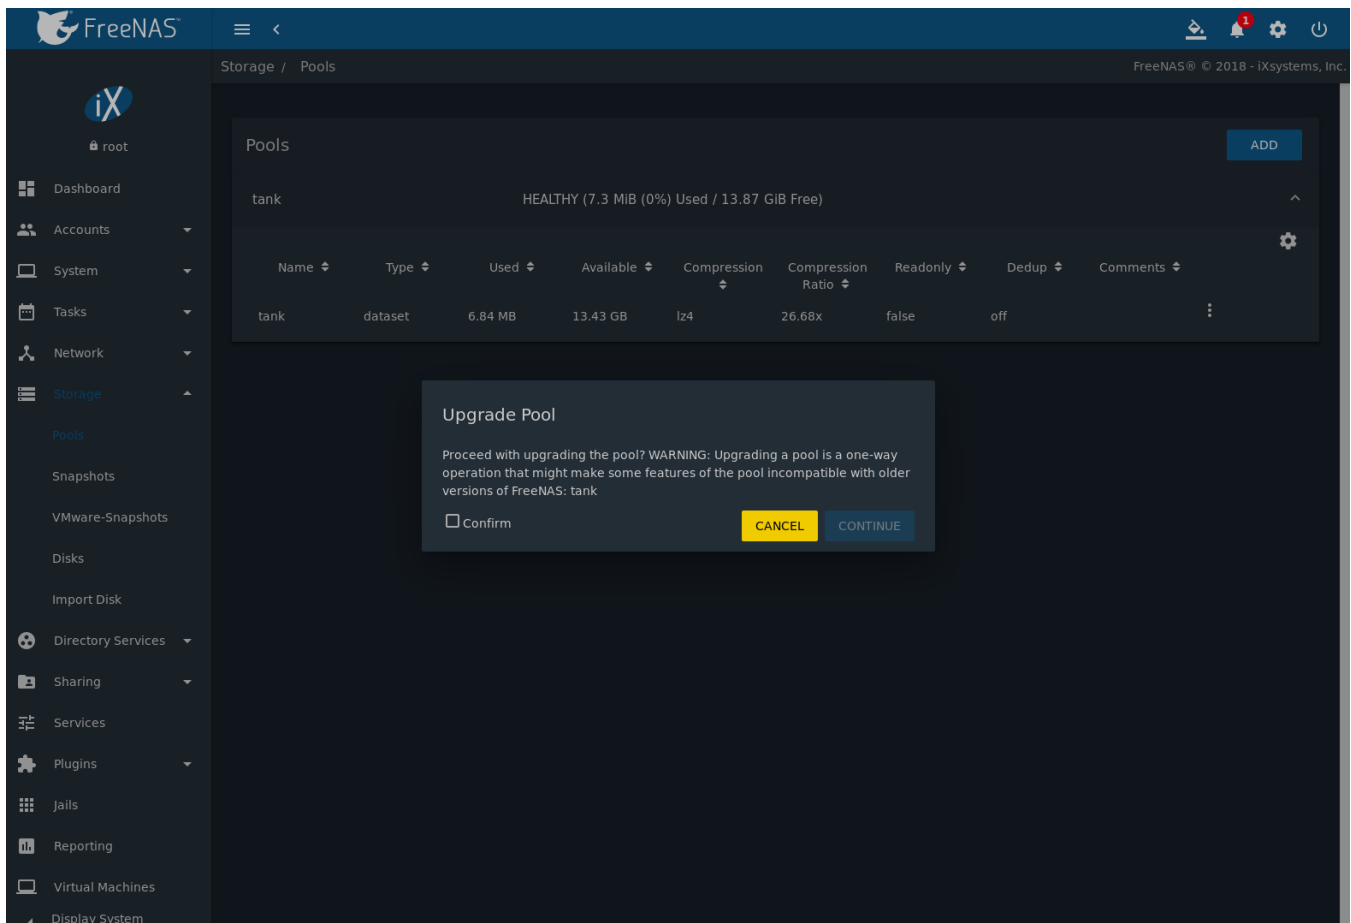 FreeNAS™
1
Storage / Pools
FreeNAS® © 2018 - iXsystems, Inc.
iX
root
Dashboard
Accounts
System
Tasks
Network
Storage
Pools
Snapshots
VMware-Snapshots
Disks
Import Disk
Directory Services
Sharing
Services
Plugins
Jails
Reporting
Virtual Machines
Display System
Pools
ADD
tank HEALTHY (7.3 MiB (0%) Used / 13.87 GiB Free)
Name Type Used Available Compression Compression Ratio Readonly Dedup Comments
tank dataset 6.84 MB 13.43 GB lz4 26.68x false off
Upgrade Pool
Proceed with upgrading the pool? WARNING: Upgrading a pool is a one-way
operation that might make some features of the pool incompatible with older
versions of FreeNAS: tank
Confirm
CANCEL CONTINUE